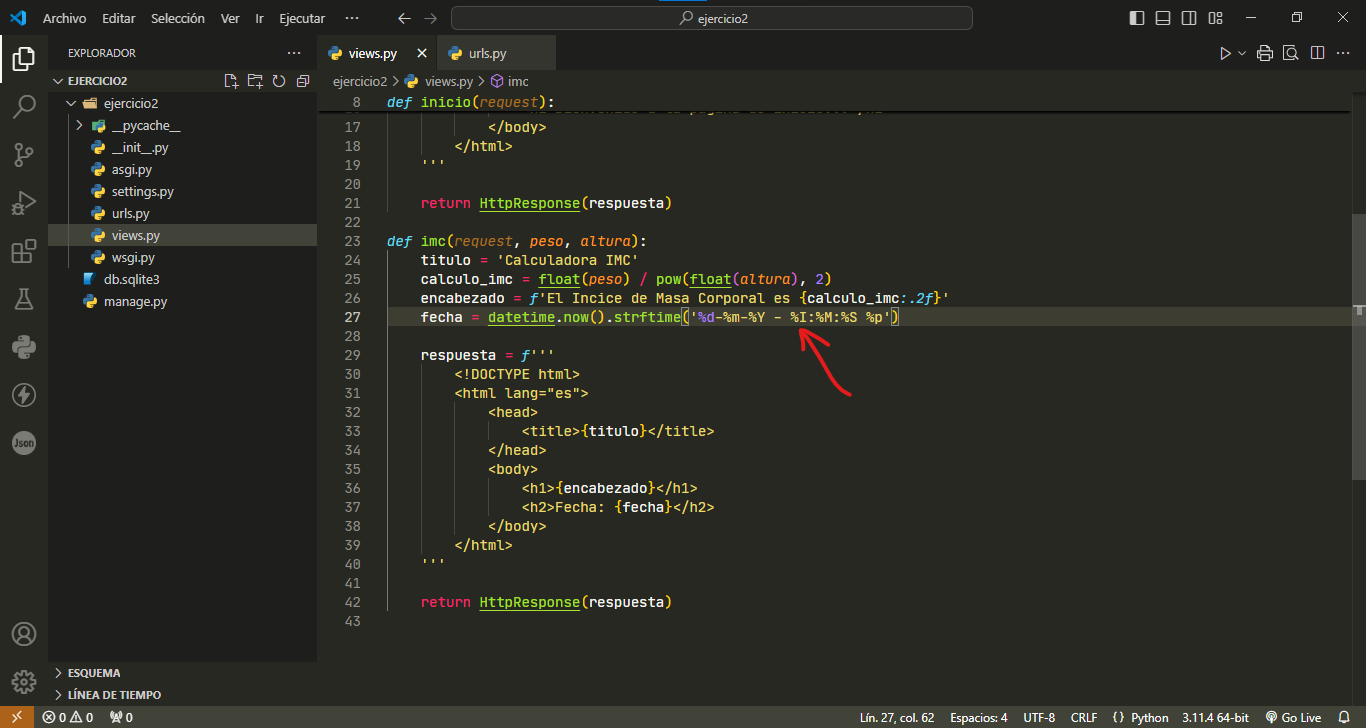 Archivo Editar Selección Ver Ir Ejecutar ··· ejercicio2
EXPLORADOR ···
EJERCICIO2
ejercicio2
__pycache__
__init__.py
asgi.py
settings.py
urls.py
views.py
wsgi.py
db.sqlite3
manage.py
ESQUEMA
LÍNEA DE TIEMPO
Json
views.py urls.py
ejercicio2 > views.py > imc
8 def inicio(request):
17 </body>
18 </html>
19 '''
20
21 return HttpResponse(respuesta)
22
23 def imc(request, peso, altura):
24 titulo = 'Calculadora IMC'
25 calculo_imc = float(peso) / pow(float(altura), 2)
26 encabezado = f'El Incice de Masa Corporal es {calculo_imc:.2f}'
27 fecha = datetime.now().strftime('%d-%m-%Y - %I:%M:%S %p')
28
29 respuesta = f'''
30 <!DOCTYPE html>
31 <html lang="es">
32 <head>
33 <title>{titulo}</title>
34 </head>
35 <body>
36 <h1>{encabezado}</h1>
37 <h2>Fecha: {fecha}</h2>
38 </body>
39 </html>
40 '''
41
42 return HttpResponse(respuesta)
43
0 0 0 Lín. 27, col. 62 Espacios: 4 UTF-8 CRLF {} Python 3.11.4 64-bit Go Live